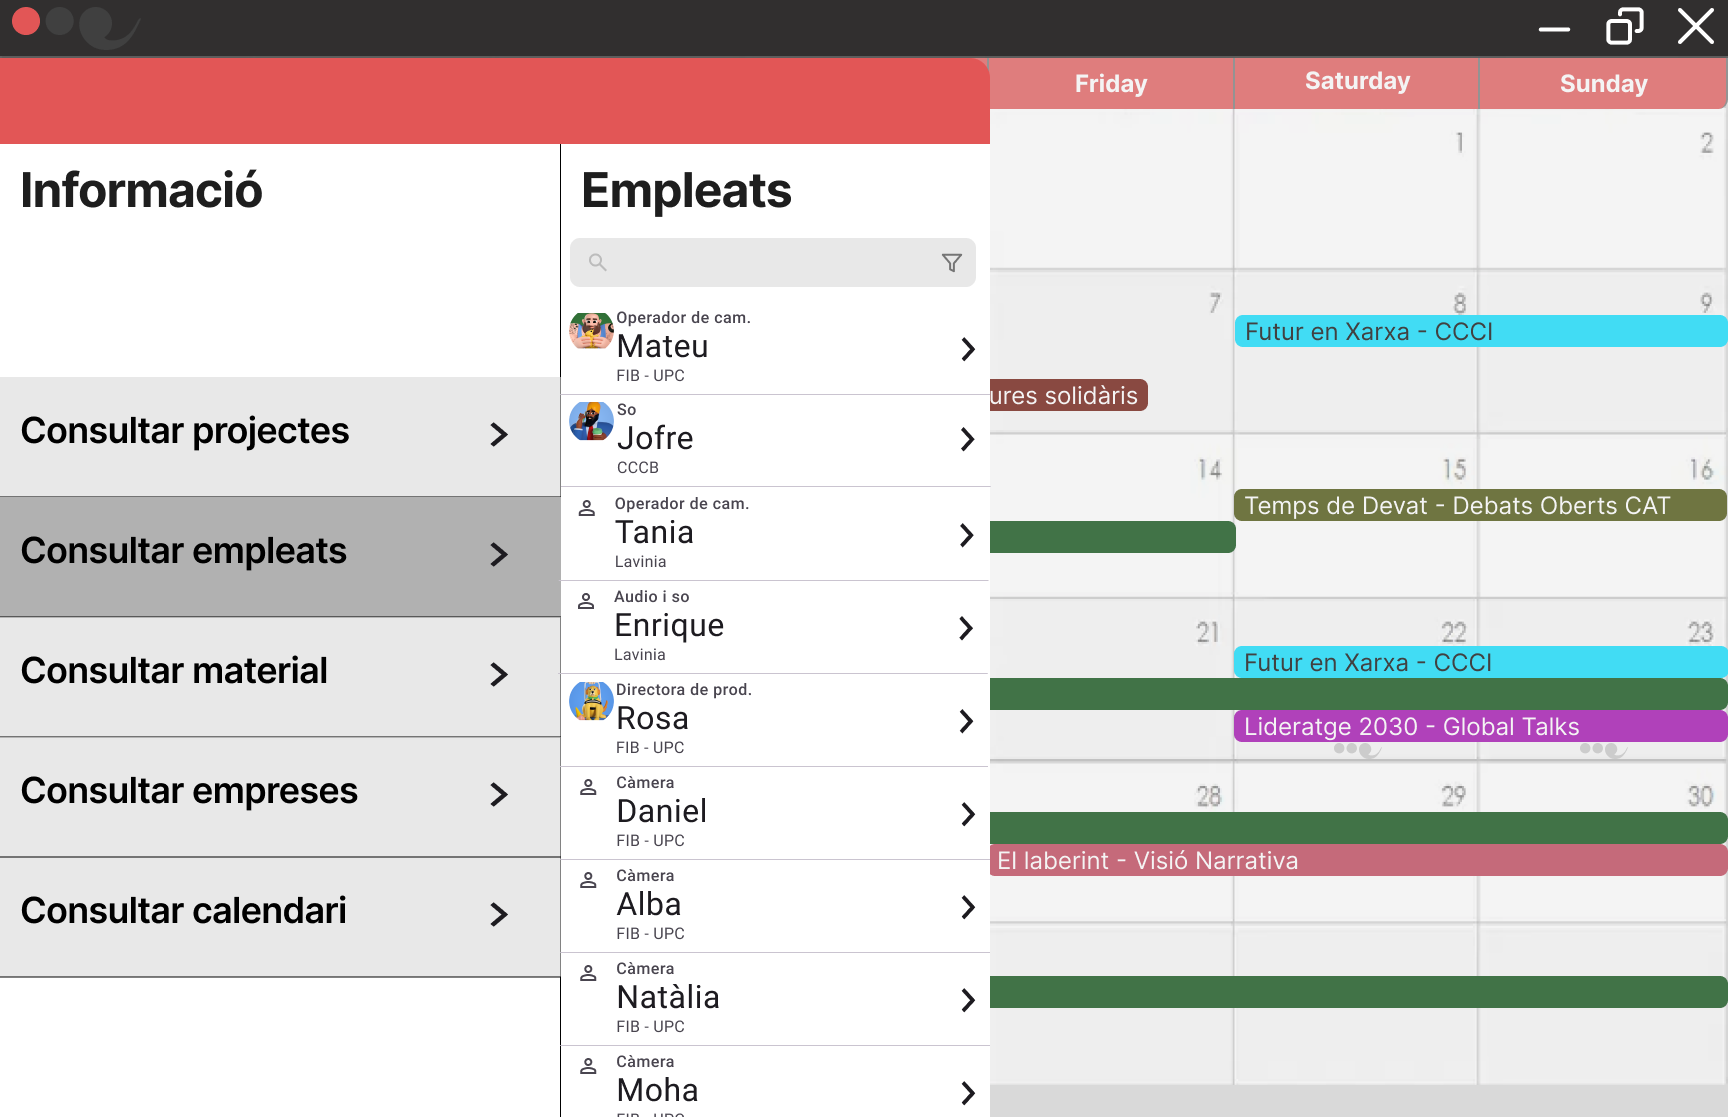 Informació
Consultar projectes
Consultar empleats
Consultar material
Consultar empreses
Consultar calendari
Empleats
Operador de cam.
Mateu
FIB - UPC
So
Jofre
CCCB
Operador de cam.
Tania
Lavinia
Audio i so
Enrique
Lavinia
Directora de prod.
Rosa
FIB - UPC
Càmera
Daniel
FIB - UPC
Càmera
Alba
FIB - UPC
Càmera
Natàlia
FIB - UPC
Càmera
Moha
FIB - UPC
Friday Saturday Sunday
1 2
7 8 9
Futur en Xarxa - CCCI
ures solidàris
14 15 16
Temps de Devat - Debats Oberts CAT
21 22 23
Futur en Xarxa - CCCI
Lideratge 2030 - Global Talks
28 29 30
El laberint - Visió Narrativa